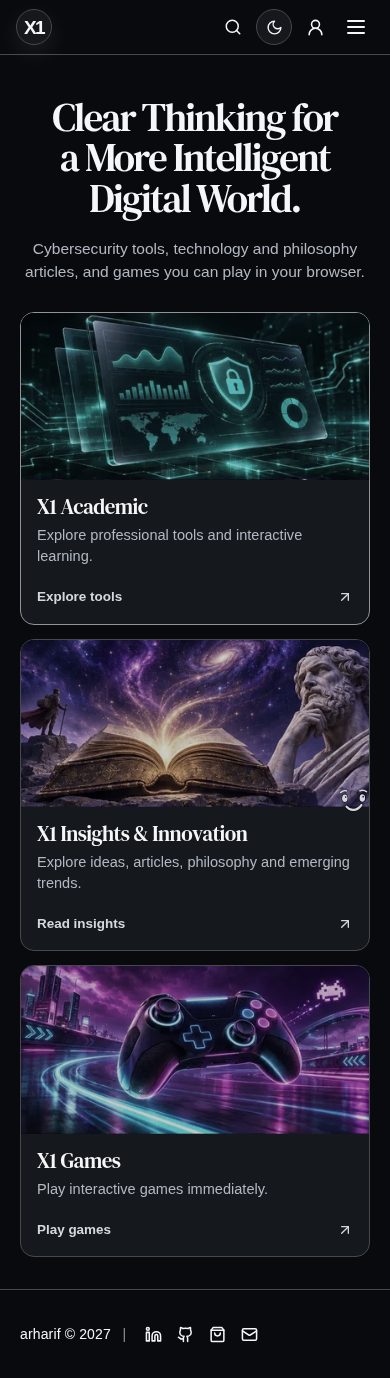 X1
Clear Thinking for
a More Intelligent
Digital World.
Cybersecurity tools, technology and philosophy
articles, and games you can play in your browser.
X1 Academic
Explore professional tools and interactive
learning.
Explore tools
X1 Insights & Innovation
Explore ideas, articles, philosophy and emerging
trends.
Read insights
X1 Games
Play interactive games immediately.
Play games
arharif © 2027 |